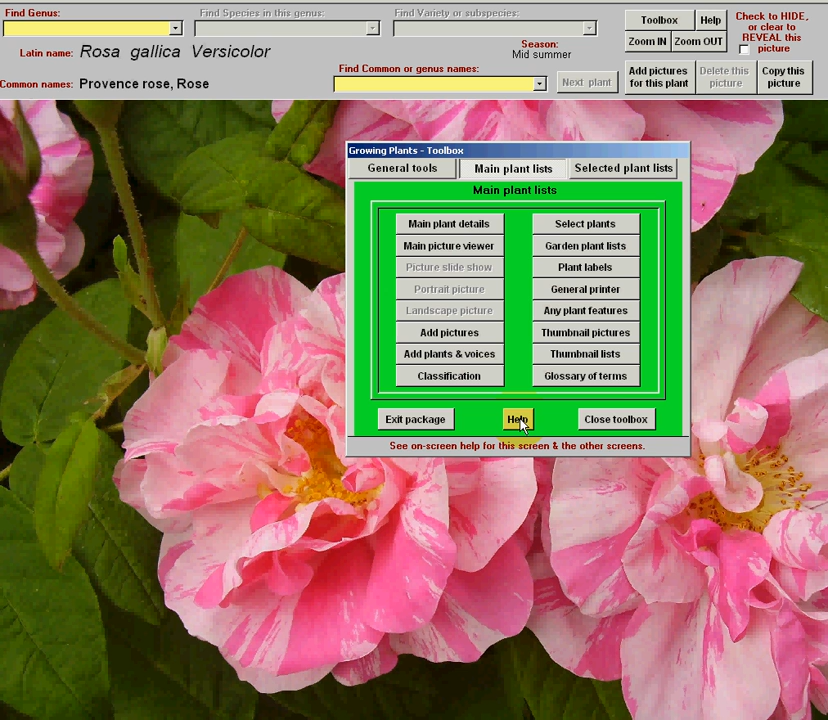 Find Genus:
Find Species in this genus:
Find Variety or subspecies:
Toolbox
Help
Check to HIDE,
or clear to
REVEAL this
picture
Zoom IN
Zoom OUT
Latin name: Rosa gallica Versicolor
Season:
Mid summer
Common names: Provence rose, Rose
Find Common or genus names:
Next plant
Add pictures
for this plant
Delete this
picture
Copy this
picture
Growing Plants - Toolbox
General tools
Main plant lists
Selected plant lists
Main plant lists
Main plant details
Select plants
Main picture viewer
Garden plant lists
Picture slide show
Plant labels
Portrait picture
General printer
Landscape picture
Any plant features
Add pictures
Thumbnail pictures
Add plants & voices
Thumbnail lists
Classification
Glossary of terms
Exit package
Help
Close toolbox
See on-screen help for this screen & the other screens.